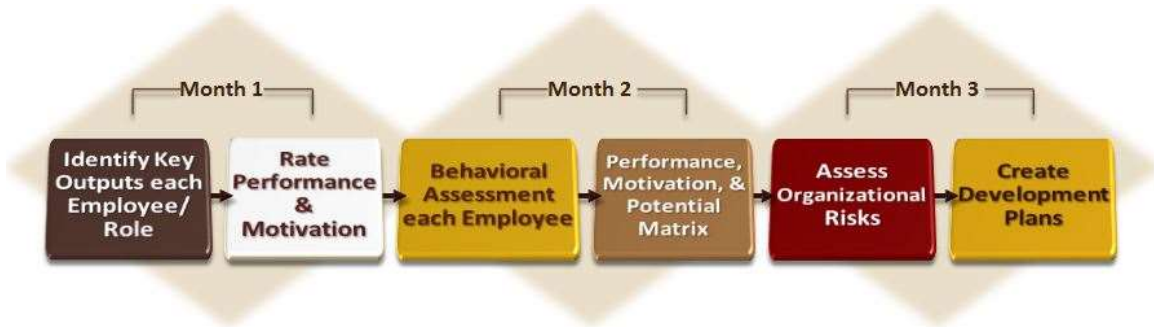 Month 1
Month 2
Month 3
Identify Key
Outputs each
Employee/
Role
Rate
Performance
&
Motivation
Behavioral
Assessment
each Employee
Performance,
Motivation, &
Potential
Matrix
Assess
Organizational
Risks
Create
Development
Plans